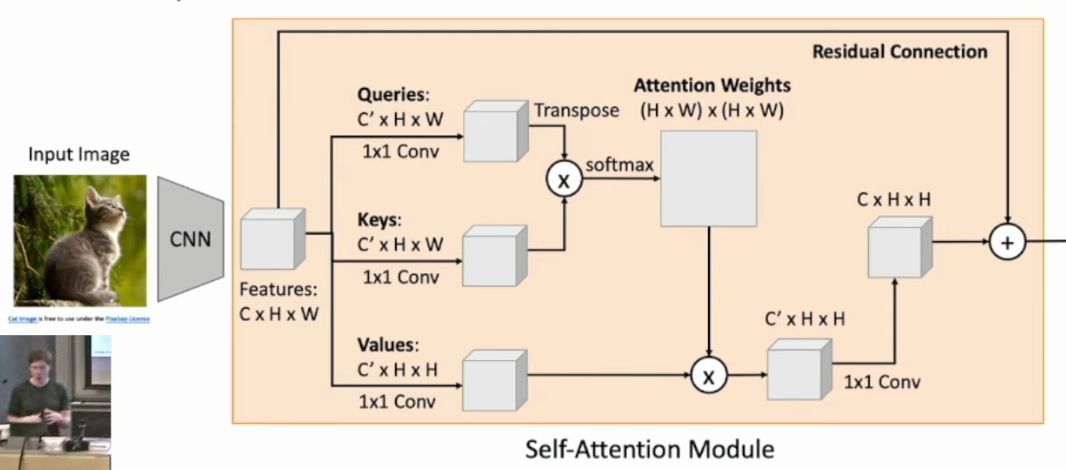 Residual Connection
Attention Weights
(H x W) x (H x W)
Queries:
C’ x H x W
1x1 Conv
Transpose
X
softmax
Input Image
CNN
Cat image is free to use under the Pixabay License
Features:
C x H x W
Keys:
C’ x H x W
1x1 Conv
Values:
C’ x H x H
1x1 Conv
X
C’ x H x H
1x1 Conv
C x H x H
+
Self-Attention Module